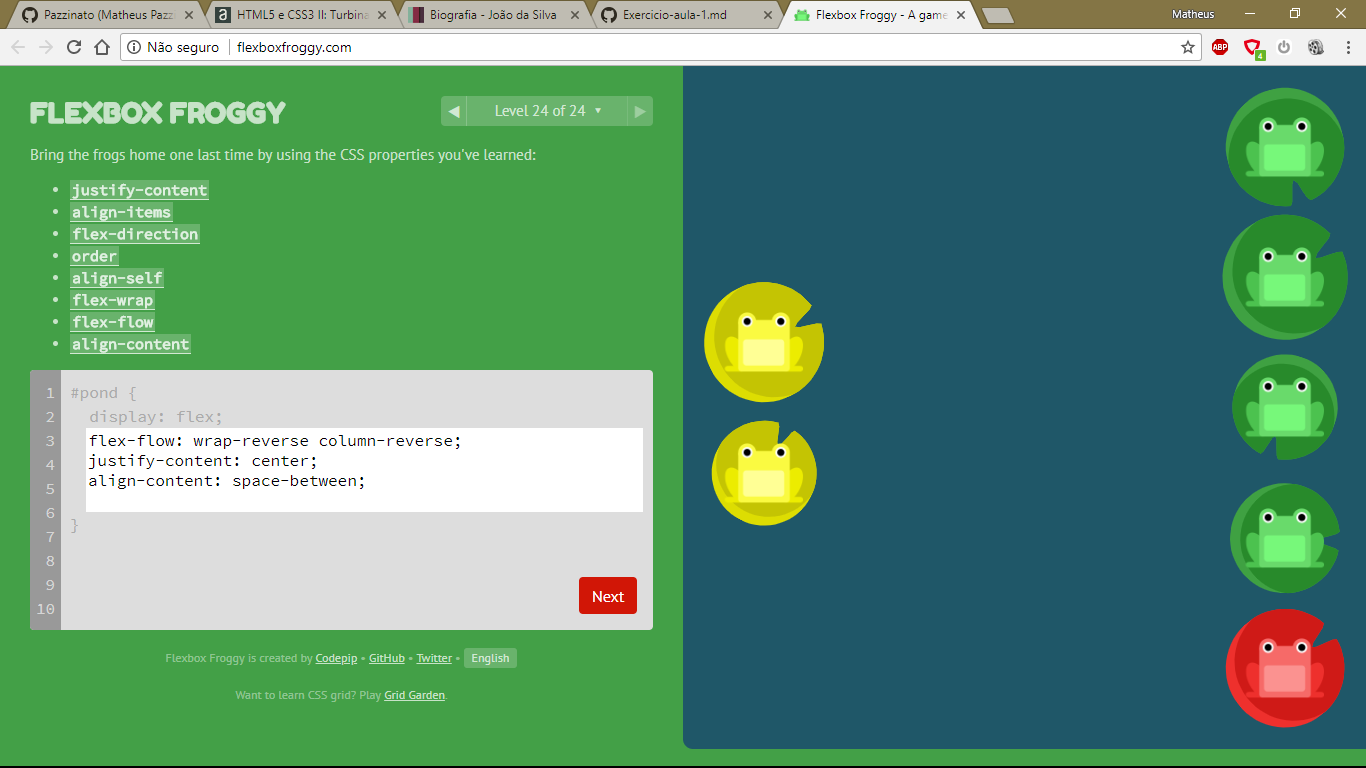 Pazzinato (Matheus Pazzi
HTML5 e CSS3 II: Turbina
Biografia - João da Silva
Exercicio-aula-1.md
Flexbox Froggy - A game
Matheus
Não seguro
flexboxfroggy.com
ABP
4
FLEXBOX FROGGY
◀ Level 24 of 24 ▼ ▶
Bring the frogs home one last time by using the CSS properties you've learned:
• justify-content
• align-items
• flex-direction
• order
• align-self
• flex-wrap
• flex-flow
• align-content
1 #pond {
2 display: flex;
3 flex-flow: wrap-reverse column-reverse;
4 justify-content: center;
5 align-content: space-between;
6 }
7
8
9
10
Next
Flexbox Froggy is created by Codepip • GitHub • Twitter • English
Want to learn CSS grid? Play Grid Garden.